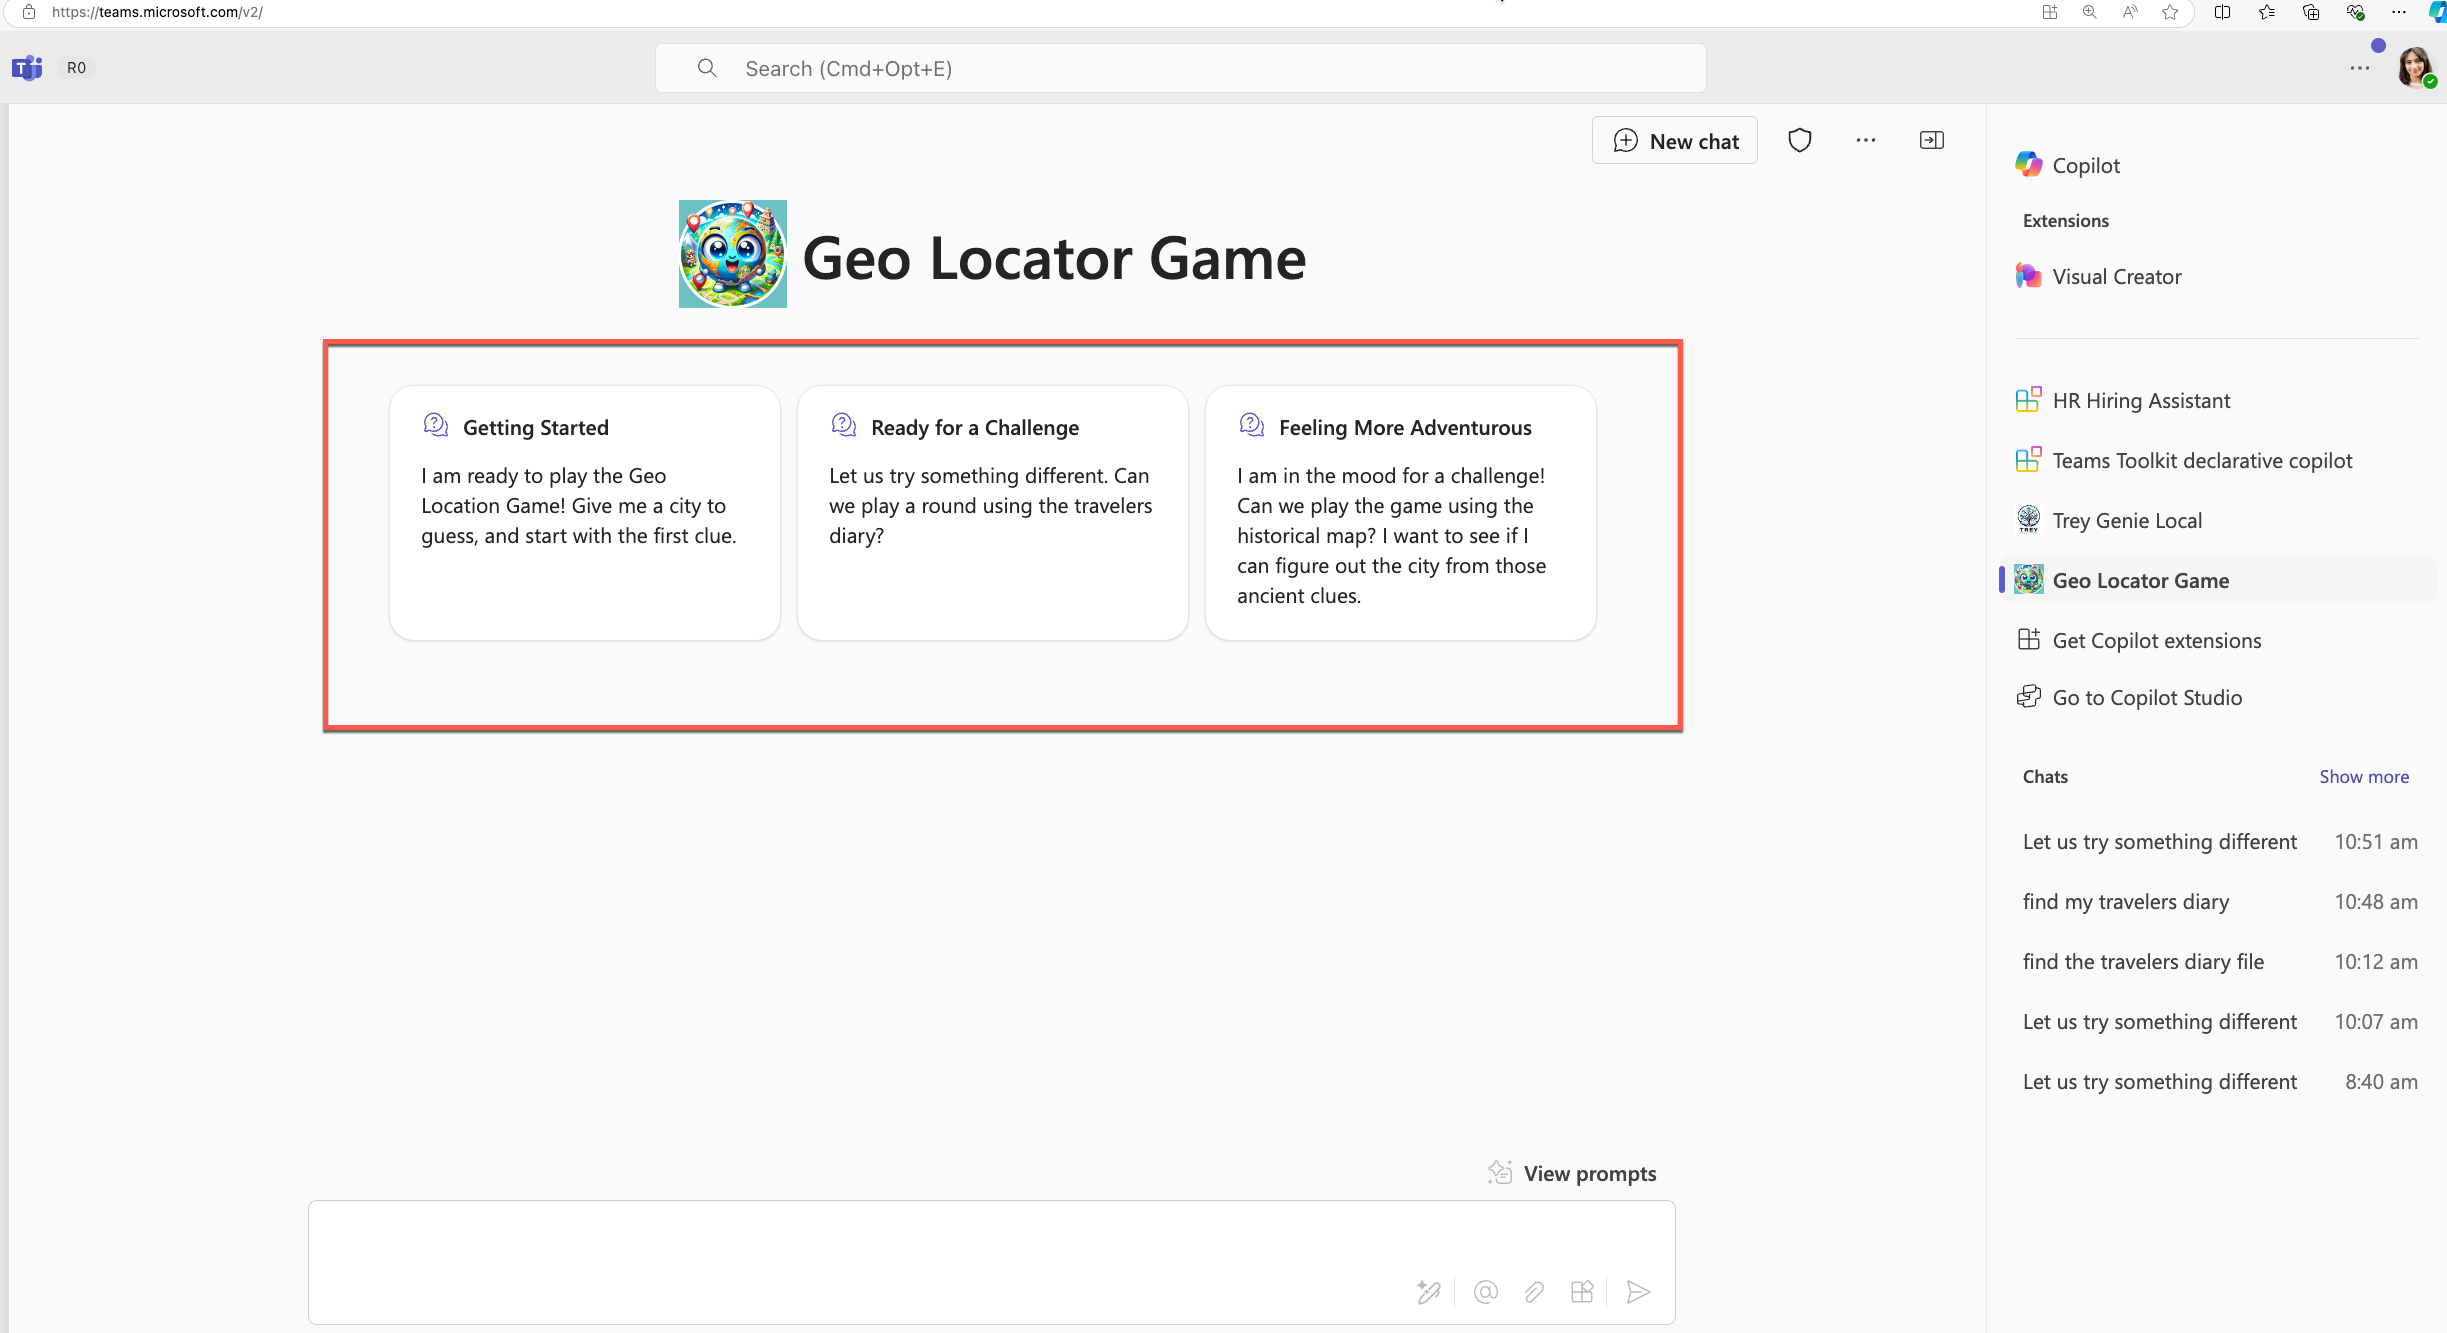 https://teams.microsoft.com/v2/
R0
Search (Cmd+Opt+E)
New chat
Geo Locator Game
Getting Started
I am ready to play the Geo
Location Game! Give me a city to
guess, and start with the first clue.
Ready for a Challenge
Let us try something different. Can
we play a round using the travelers
diary?
Feeling More Adventurous
I am in the mood for a challenge!
Can we play the game using the
historical map? I want to see if I
can figure out the city from those
ancient clues.
View prompts
Copilot
Extensions
Visual Creator
HR Hiring Assistant
Teams Toolkit declarative copilot
TREY
Trey Genie Local
Geo Locator Game
Get Copilot extensions
Go to Copilot Studio
Chats Show more
Let us try something different 10:51 am
find my travelers diary 10:48 am
find the travelers diary file 10:12 am
Let us try something different 10:07 am
Let us try something different 8:40 am